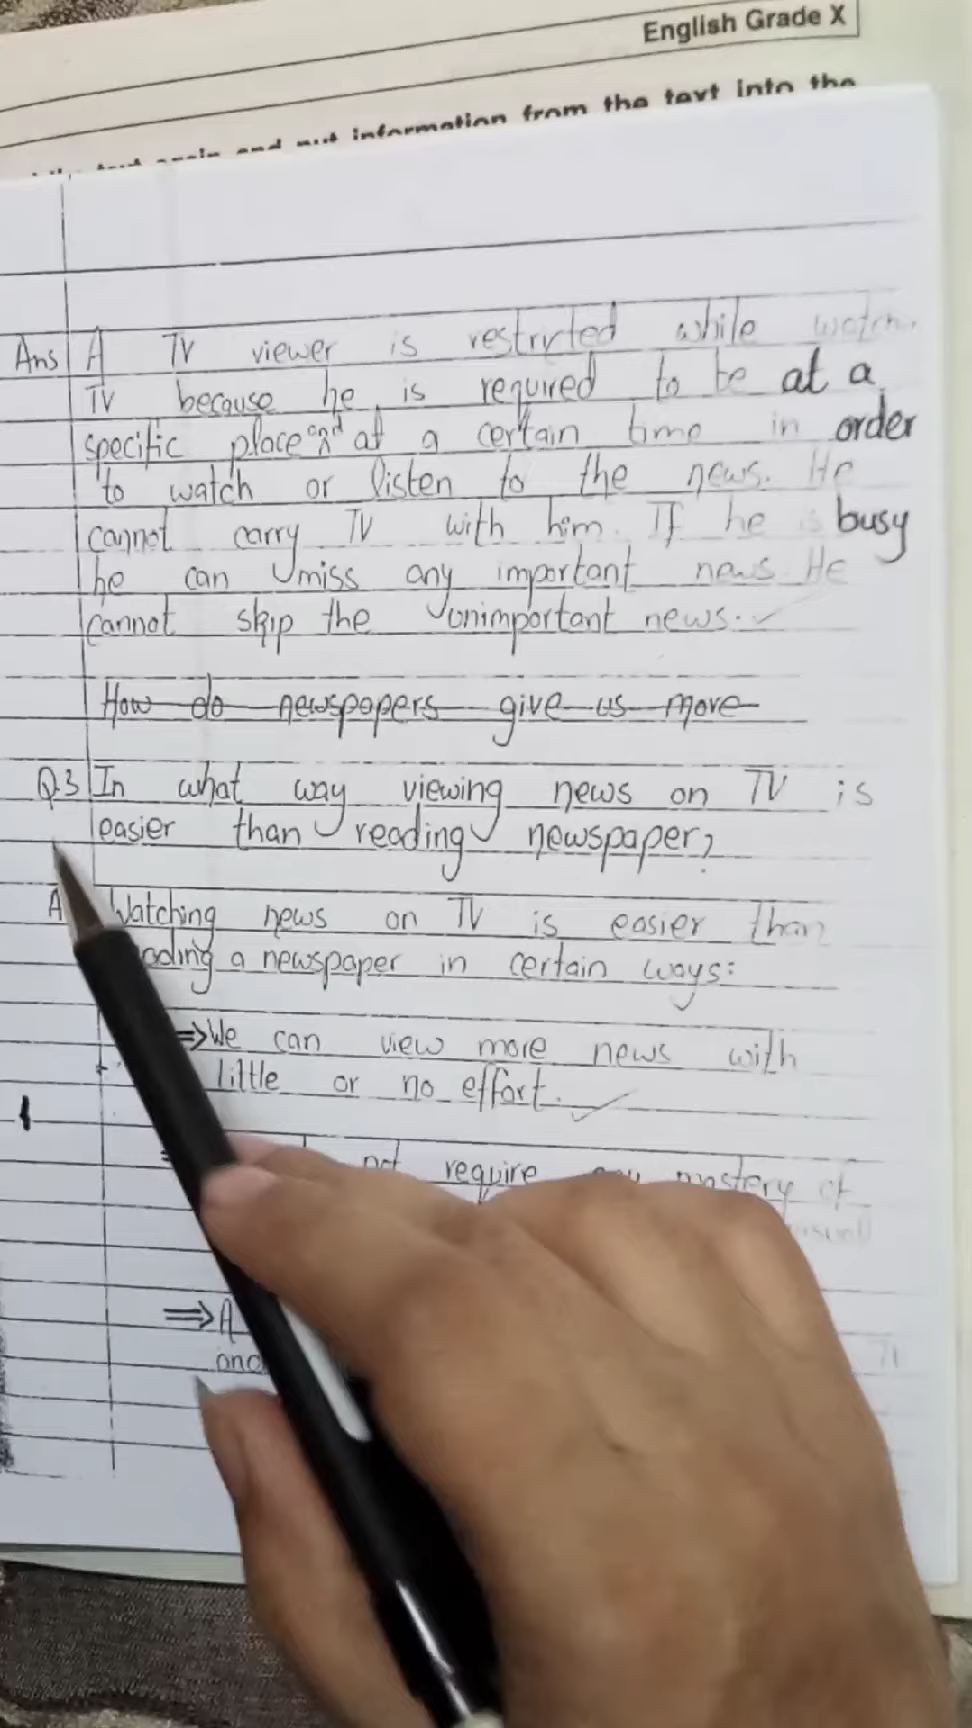 English Grade X
and put information from the text into the
Ans A TV viewer is restricted while
TV because he is required to be at a
specific place and at a certain time in order
to watch or listen to the news. He
cannot carry TV with him. If he is busy
he can miss any important news. He
cannot skip the unimportant news.
How do newspapers give us more
Q.3 In what way viewing news on TV is
easier than reading newspaper?
Watching news on TV is easier than
a newspaper in certain ways:
⇒We can view more news with
little or no effort.
not require any mastery of
⇒A